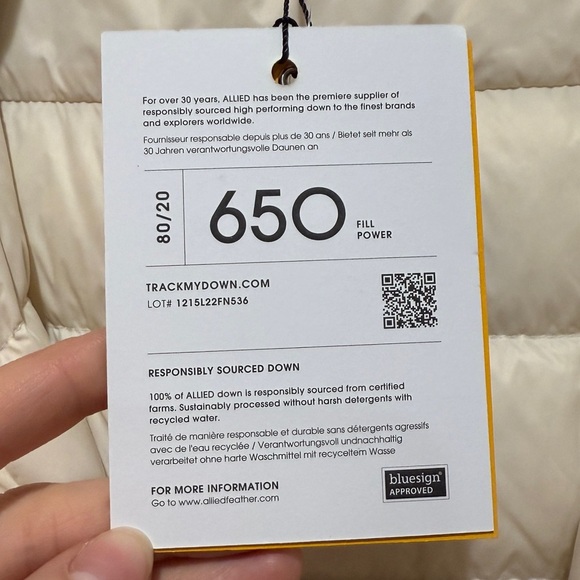 For over 30 years, ALLIED has been the premiere supplier of
responsibly sourced high performing down to the finest brands
and explorers worldwide.
Fournisseur responsable depuis plus de 30 ans / Bietet seit mehr als
30 Jahren verantwortungsvolle Daunen an
80/20
650
FILL
POWER
TRACKMYDOWN.COM
LOT# 1215L22FN536
RESPONSIBLY SOURCED DOWN
100% of ALLIED down is responsibly sourced from certified
farms. Sustainably processed without harsh detergents with
recycled water.
Traité de manière responsable et durable sans détergents agressifs
avec de l'eau recyclée / Verantwortungsvoll undnachhaltig
verarbeitet ohne harte Waschmittel mit recyceltem Wasse
FOR MORE INFORMATION
Go to www.alliedfeather.com
bluesign®
APPROVED